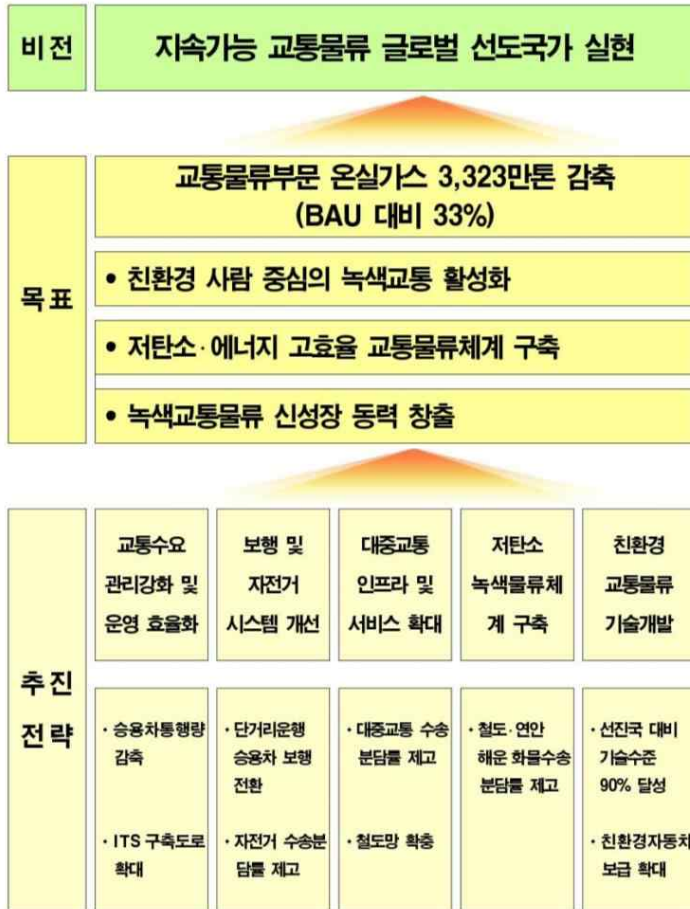 비전
지속가능 교통물류 글로벌 선도국가 실현
목표
교통물류부문 온실가스 3,323만톤 감축
(BAU 대비 33%)
• 친환경 사람 중심의 녹색교통 활성화
• 저탄소·에너지 고효율 교통물류체계 구축
• 녹색교통물류 신성장 동력 창출
추진
전략
교통수요
관리강화 및
운영 효율화
보행 및
자전거
시스템 개선
대중교통
인프라 및
서비스 확대
저탄소
녹색물류체
계 구축
친환경
교통물류
기술개발
· 승용차통행량
감축
· ITS 구축도로
확대
· 단거리운행
승용차 보행
전환
· 자전거 수송분
담률 제고
· 대중교통 수송
분담률 제고
· 철도망 확충
· 철도·연안
해운 화물수송
분담률 제고
· 선진국 대비
기술수준
90% 달성
· 친환경자동차
보급 확대